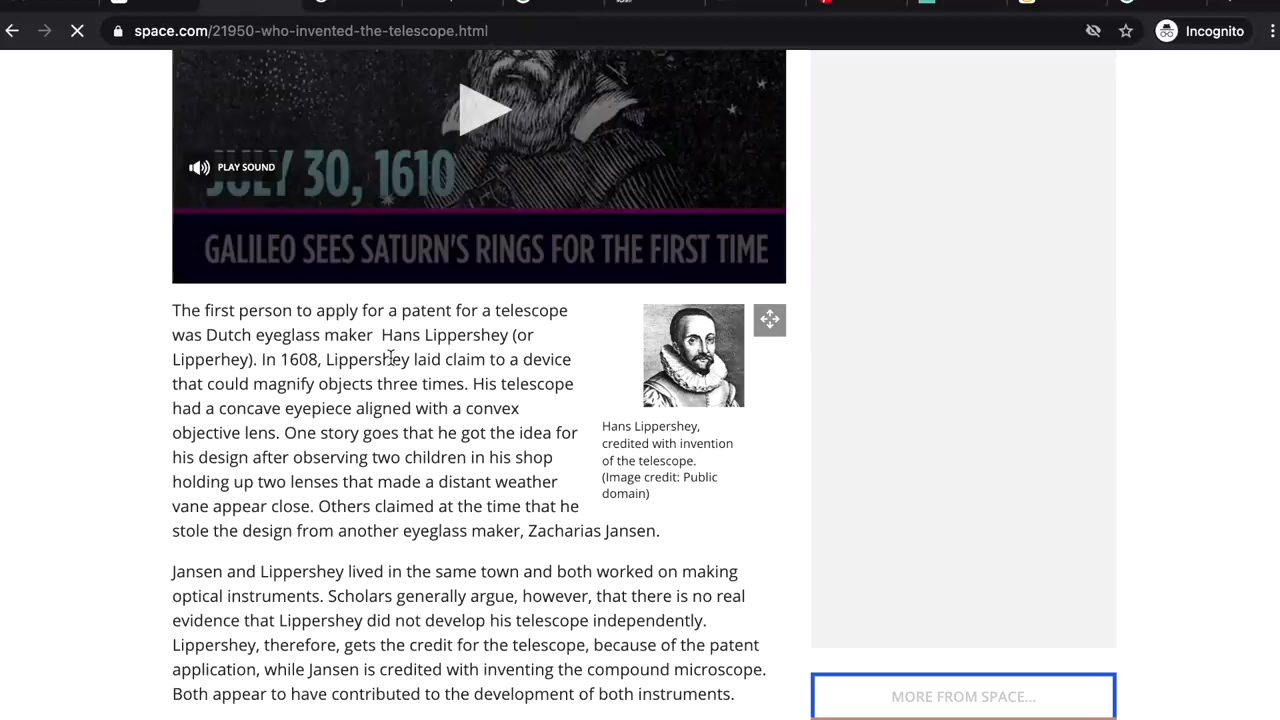 space.com/21950-who-invented-the-telescope.html
Incognito
PLAY SOUND
JULY 30, 1610
GALILEO SEES SATURN'S RINGS FOR THE FIRST TIME
The first person to apply for a patent for a telescope
was Dutch eyeglass maker  Hans Lippershey (or
Lipperhey). In 1608, Lippershey laid claim to a device
that could magnify objects three times. His telescope
had a concave eyepiece aligned with a convex
objective lens. One story goes that he got the idea for
his design after observing two children in his shop
holding up two lenses that made a distant weather
vane appear close. Others claimed at the time that he
stole the design from another eyeglass maker, Zacharias Jansen.
Hans Lippershey,
credited with invention
of the telescope.
(Image credit: Public
domain)
Jansen and Lippershey lived in the same town and both worked on making
optical instruments. Scholars generally argue, however, that there is no real
evidence that Lippershey did not develop his telescope independently.
Lippershey, therefore, gets the credit for the telescope, because of the patent
application, while Jansen is credited with inventing the compound microscope.
Both appear to have contributed to the development of both instruments.
MORE FROM SPACE...